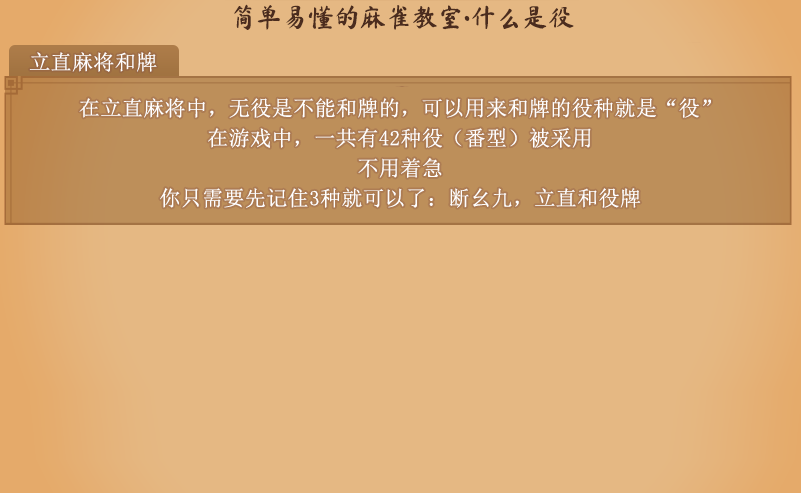 简单易懂的麻雀教室·什么是役
立直麻将和牌
在立直麻将中，无役是不能和牌的，可以用来和牌的役种就是“役”
在游戏中，一共有42种役（番型）被采用
不用着急
你只需要先记住3种就可以了：断幺九，立直和役牌